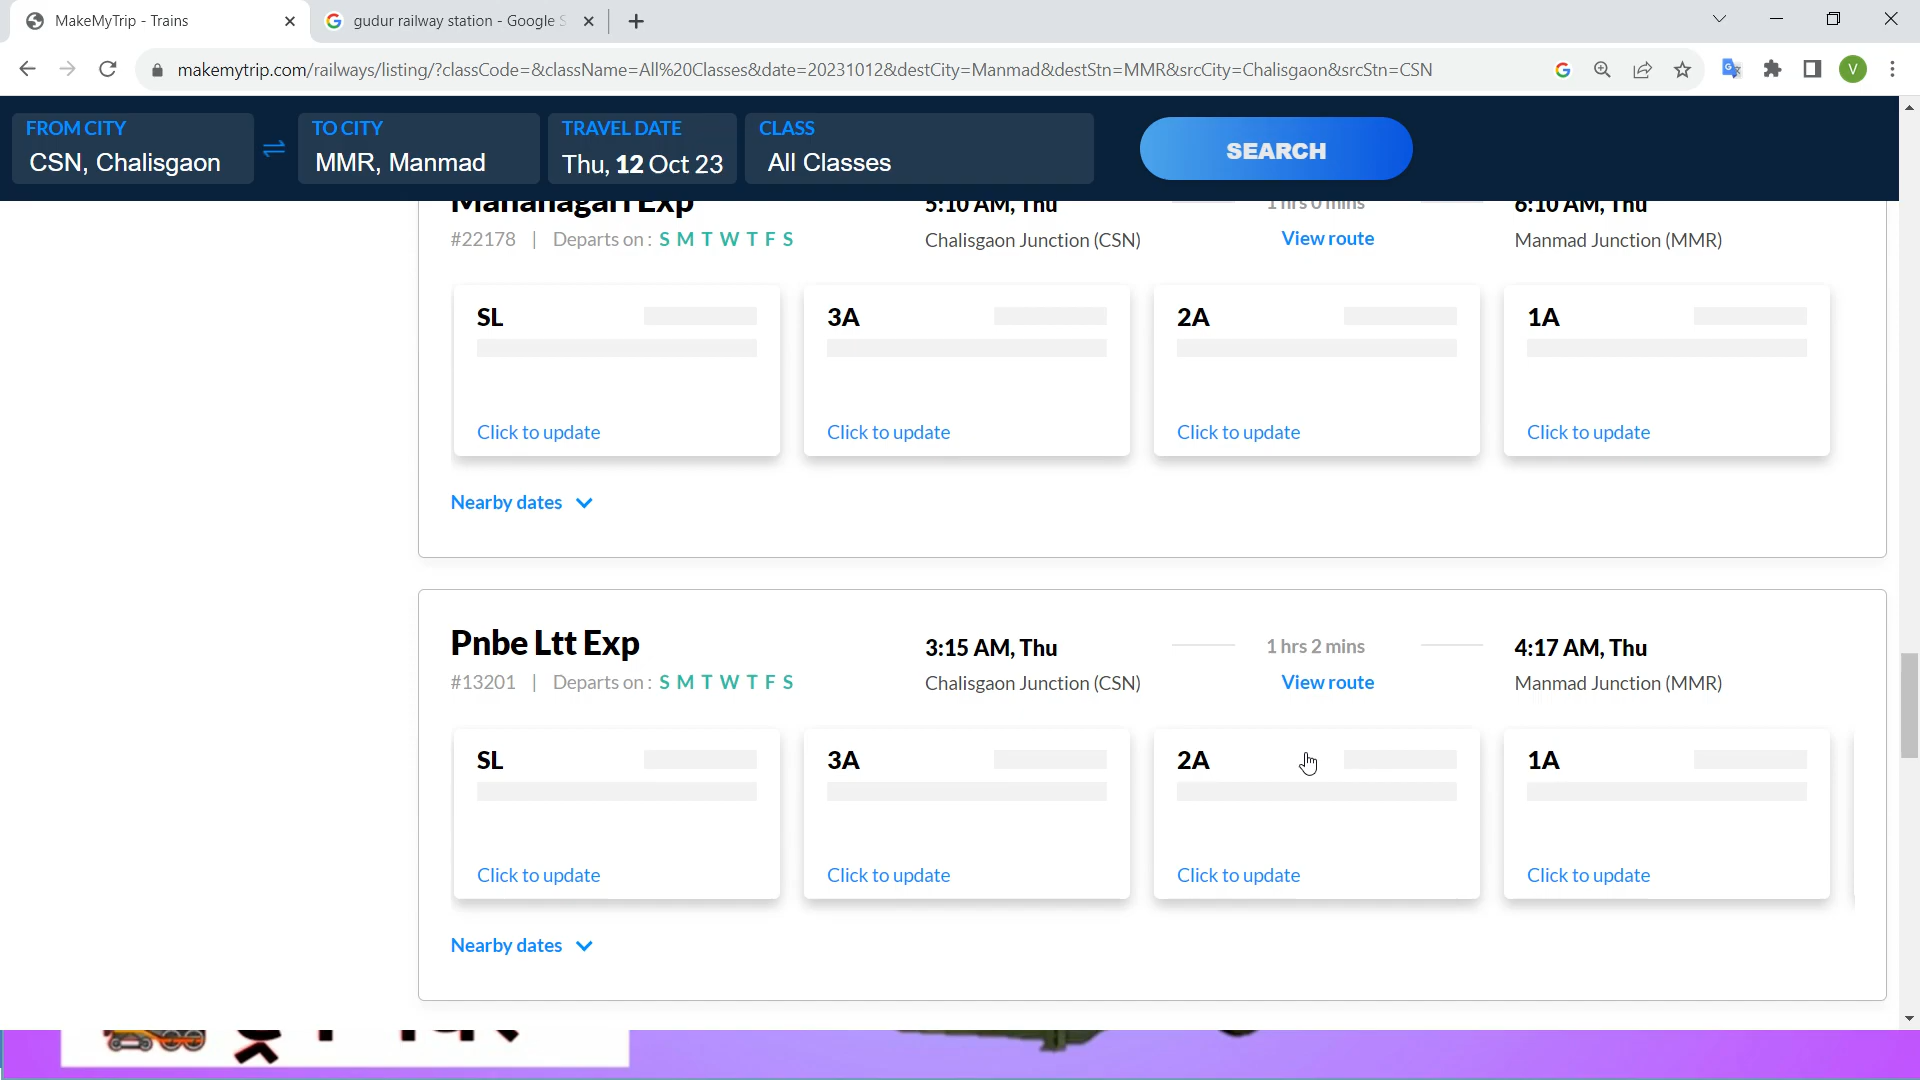 MakeMyTrip - Trains
gudur railway station - Google S
makemytrip.com/railways/listing/?classCode=&className=All%20Classes&date=20231012&destCity=Manmad&destStn=MMR&srcCity=Chalisgaon&srcStn=CSN
V
FROM CITY
CSN, Chalisgaon
TO CITY
MMR, Manmad
TRAVEL DATE
Thu, 12 Oct 23
CLASS
All Classes
SEARCH
Mahanagari Exp
5:10 AM, Thu
1 hrs 0 mins
6:10 AM, Thu
#22178 | Departs on : S M T W T F S
Chalisgaon Junction (CSN)
View route
Manmad Junction (MMR)
SL
3A
2A
1A
Click to update
Click to update
Click to update
Click to update
Nearby dates
Pnbe Ltt Exp
3:15 AM, Thu
1 hrs 2 mins
4:17 AM, Thu
#13201 | Departs on : S M T W T F S
Chalisgaon Junction (CSN)
View route
Manmad Junction (MMR)
SL
3A
2A
1A
Click to update
Click to update
Click to update
Click to update
Nearby dates